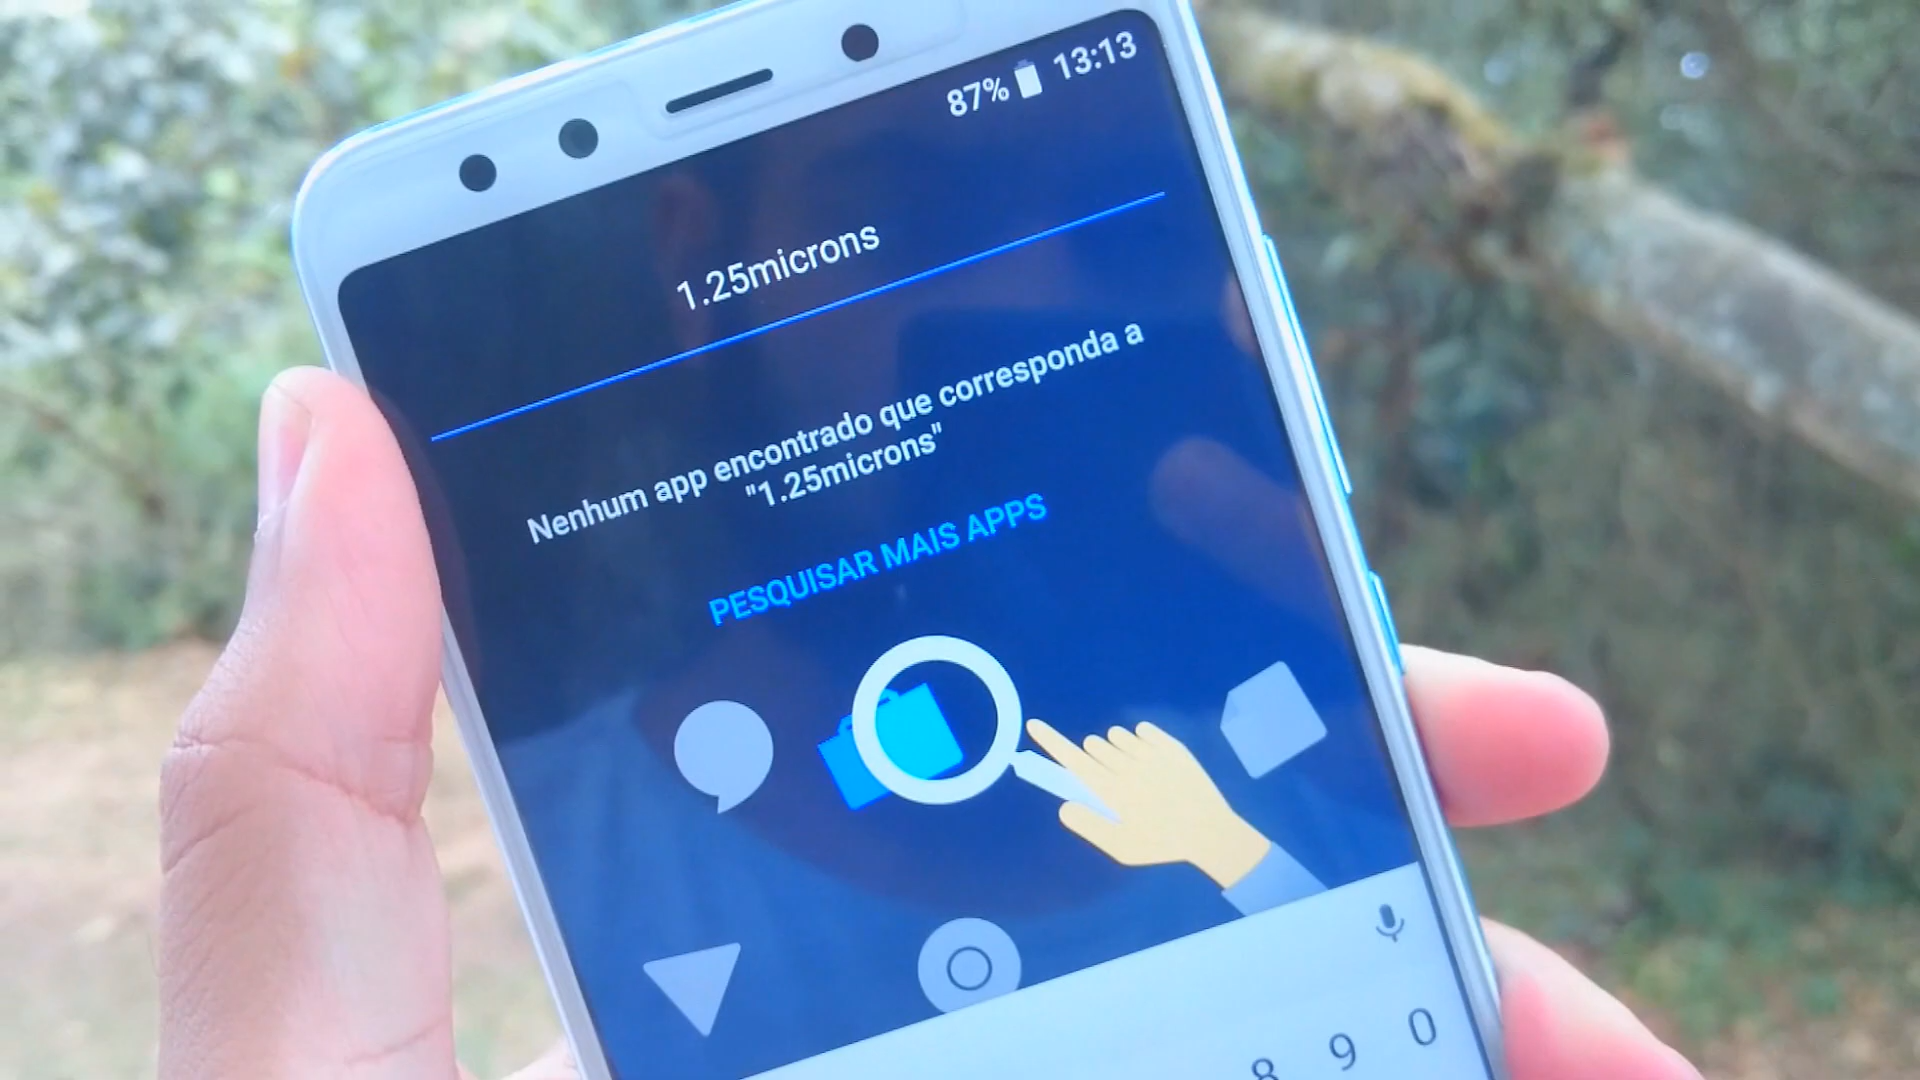 87% 13:13
1.25microns
Nenhum app encontrado que corresponda a
"1.25microns"
PESQUISAR MAIS APPS
8 9 0